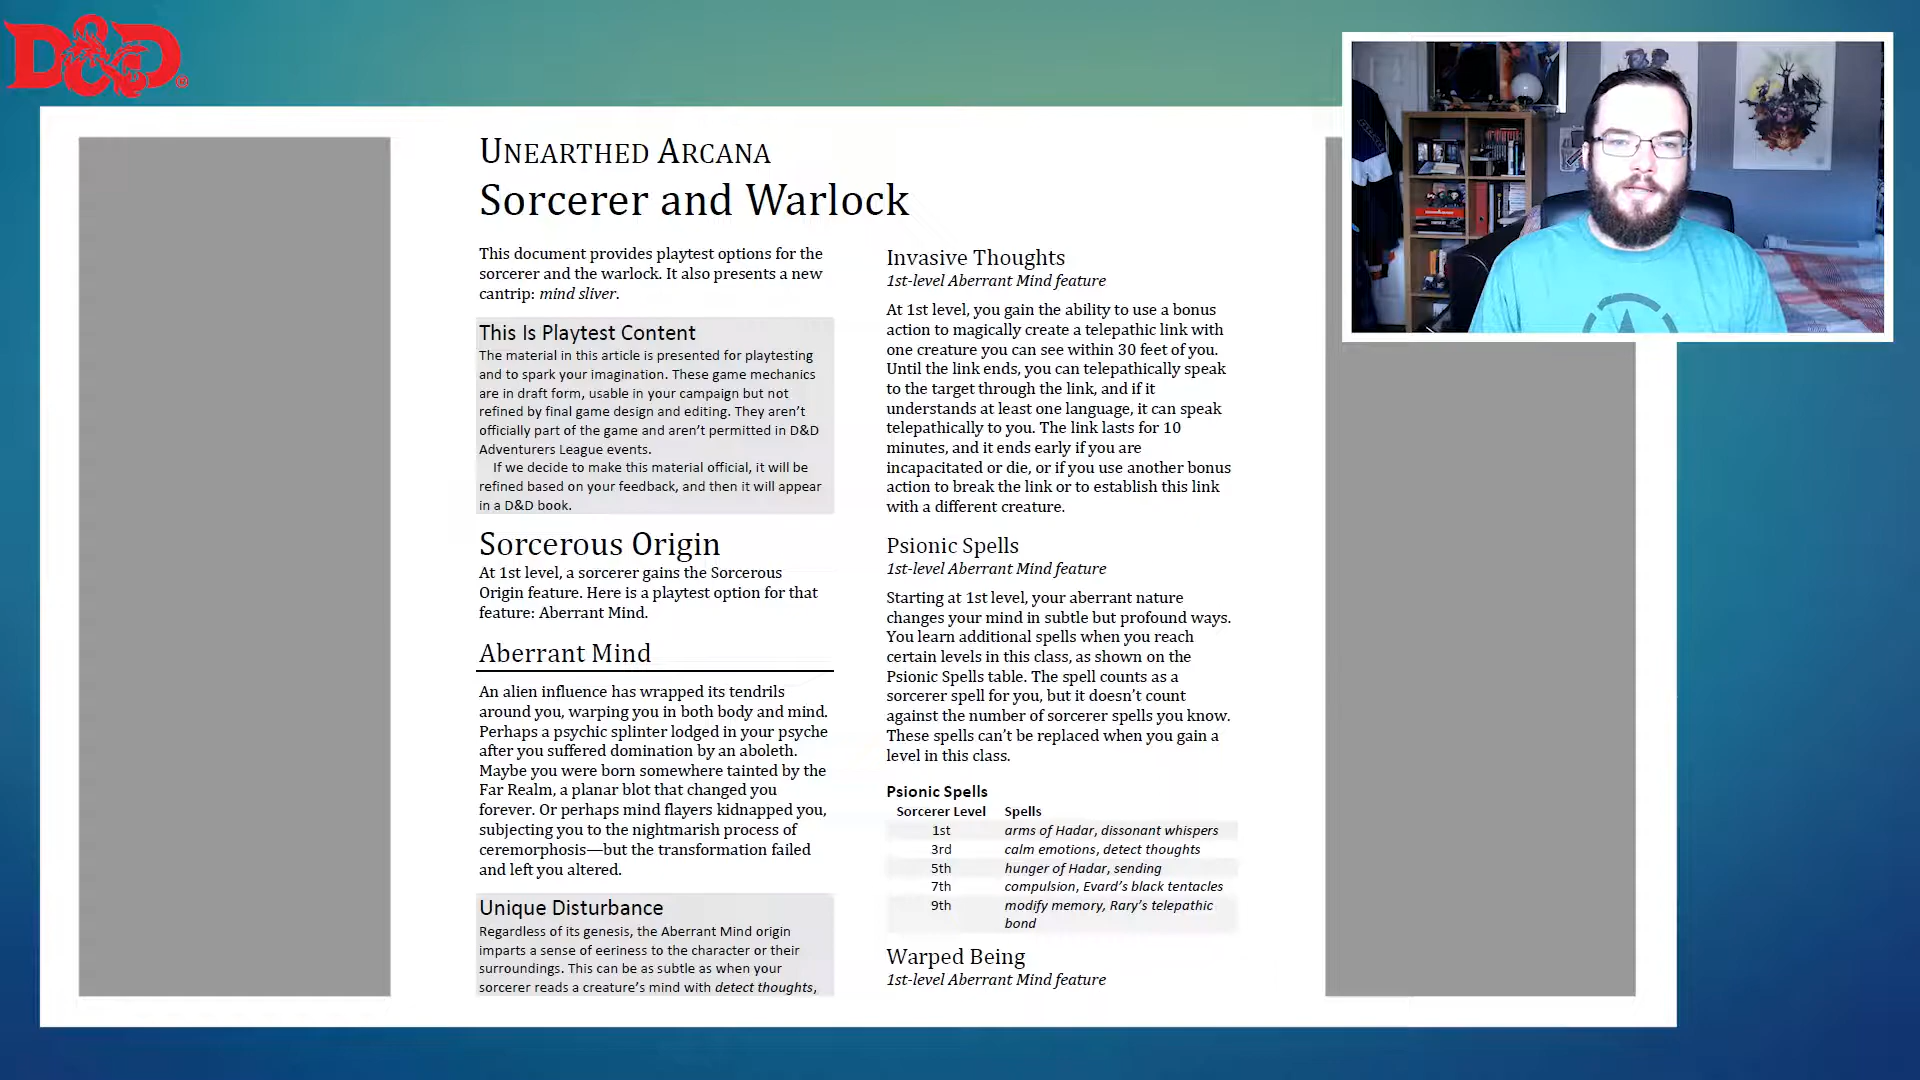 D&D
UNEARTHED ARCANA
Sorcerer and Warlock
This document provides playtest options for the
sorcerer and the warlock. It also presents a new
cantrip: mind sliver.
This Is Playtest Content
The material in this article is presented for playtesting
and to spark your imagination. These game mechanics
are in draft form, usable in your campaign but not
refined by final game design and editing. They aren’t
officially part of the game and aren’t permitted in D&D
Adventurers League events.
If we decide to make this material official, it will be
refined based on your feedback, and then it will appear
in a D&D book.
Sorcerous Origin
At 1st level, a sorcerer gains the Sorcerous
Origin feature. Here is a playtest option for that
feature: Aberrant Mind.
Aberrant Mind
An alien influence has wrapped its tendrils
around you, warping you in both body and mind.
Perhaps a psychic splinter lodged in your psyche
after you suffered domination by an aboleth.
Maybe you were born somewhere tainted by the
Far Realm, a planar blot that changed you
forever. Or perhaps mind flayers kidnapped you,
subjecting you to the nightmarish process of
ceremorphosis—but the transformation failed
and left you altered.
Unique Disturbance
Regardless of its genesis, the Aberrant Mind origin
imparts a sense of eeriness to the character or their
surroundings. This can be as subtle as when your
sorcerer reads a creature’s mind with detect thoughts,
Invasive Thoughts
1st-level Aberrant Mind feature
At 1st level, you gain the ability to use a bonus
action to magically create a telepathic link with
one creature you can see within 30 feet of you.
Until the link ends, you can telepathically speak
to the target through the link, and if it
understands at least one language, it can speak
telepathically to you. The link lasts for 10
minutes, and it ends early if you are
incapacitated or die, or if you use another bonus
action to break the link or to establish this link
with a different creature.
Psionic Spells
1st-level Aberrant Mind feature
Starting at 1st level, your aberrant nature
changes your mind in subtle but profound ways.
You learn additional spells when you reach
certain levels in this class, as shown on the
Psionic Spells table. The spell counts as a
sorcerer spell for you, but it doesn’t count
against the number of sorcerer spells you know.
These spells can’t be replaced when you gain a
level in this class.
Psionic Spells
Sorcerer Level Spells
1st arms of Hadar, dissonant whispers
3rd calm emotions, detect thoughts
5th hunger of Hadar, sending
7th compulsion, Evard’s black tentacles
9th modify memory, Rary’s telepathic
bond
Warped Being
1st-level Aberrant Mind feature